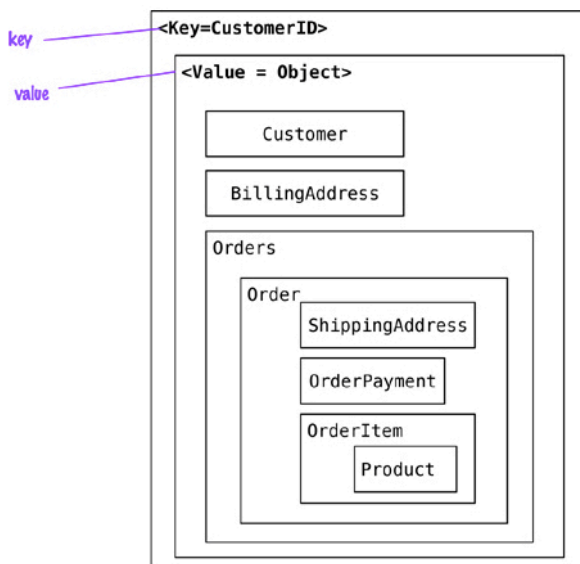 key
<Key=CustomerID>
value
<Value = Object>
Customer
BillingAddress
Orders
Order
ShippingAddress
OrderPayment
OrderItem
Product